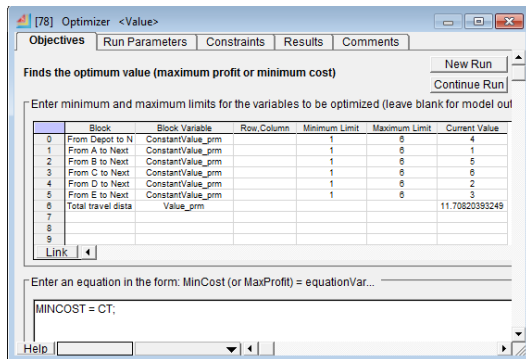 [78] Optimizer <Value>
Objectives Run Parameters Constraints Results Comments
New Run
Finds the optimum value (maximum profit or minimum cost)
Continue Run
Enter minimum and maximum limits for the variables to be optimized (leave blank for model out
Block Block Variable Row,Column Minimum Limit Maximum Limit Current Value
0 From Depot to N ConstantValue_prm 1 6 4
1 From A to Next ConstantValue_prm 1 6 1
2 From B to Next ConstantValue_prm 1 6 5
3 From C to Next ConstantValue_prm 1 6 6
4 From D to Next ConstantValue_prm 1 6 2
5 From E to Next ConstantValue_prm 1 6 3
6 Total travel dista Value_prm 11.70820393249
7
8
9
Link
Enter an equation in the form: MinCost (or MaxProfit) = equationVar...
MINCOST = CT;
Help